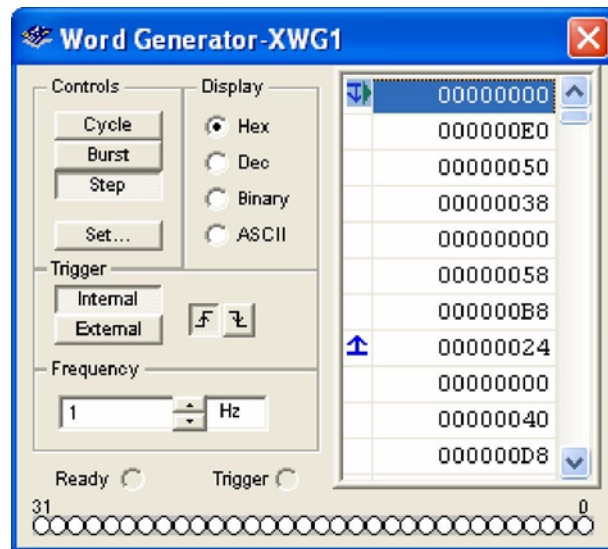 Word Generator-XWG1
Controls
Cycle
Burst
Step
Set...
Display
Hex
Dec
Binary
ASCII
Trigger
Internal
External
Frequency
1
Hz
Ready
Trigger
00000000
000000E0
00000050
00000038
00000000
00000058
000000B8
00000024
00000000
00000040
000000D8
31
0